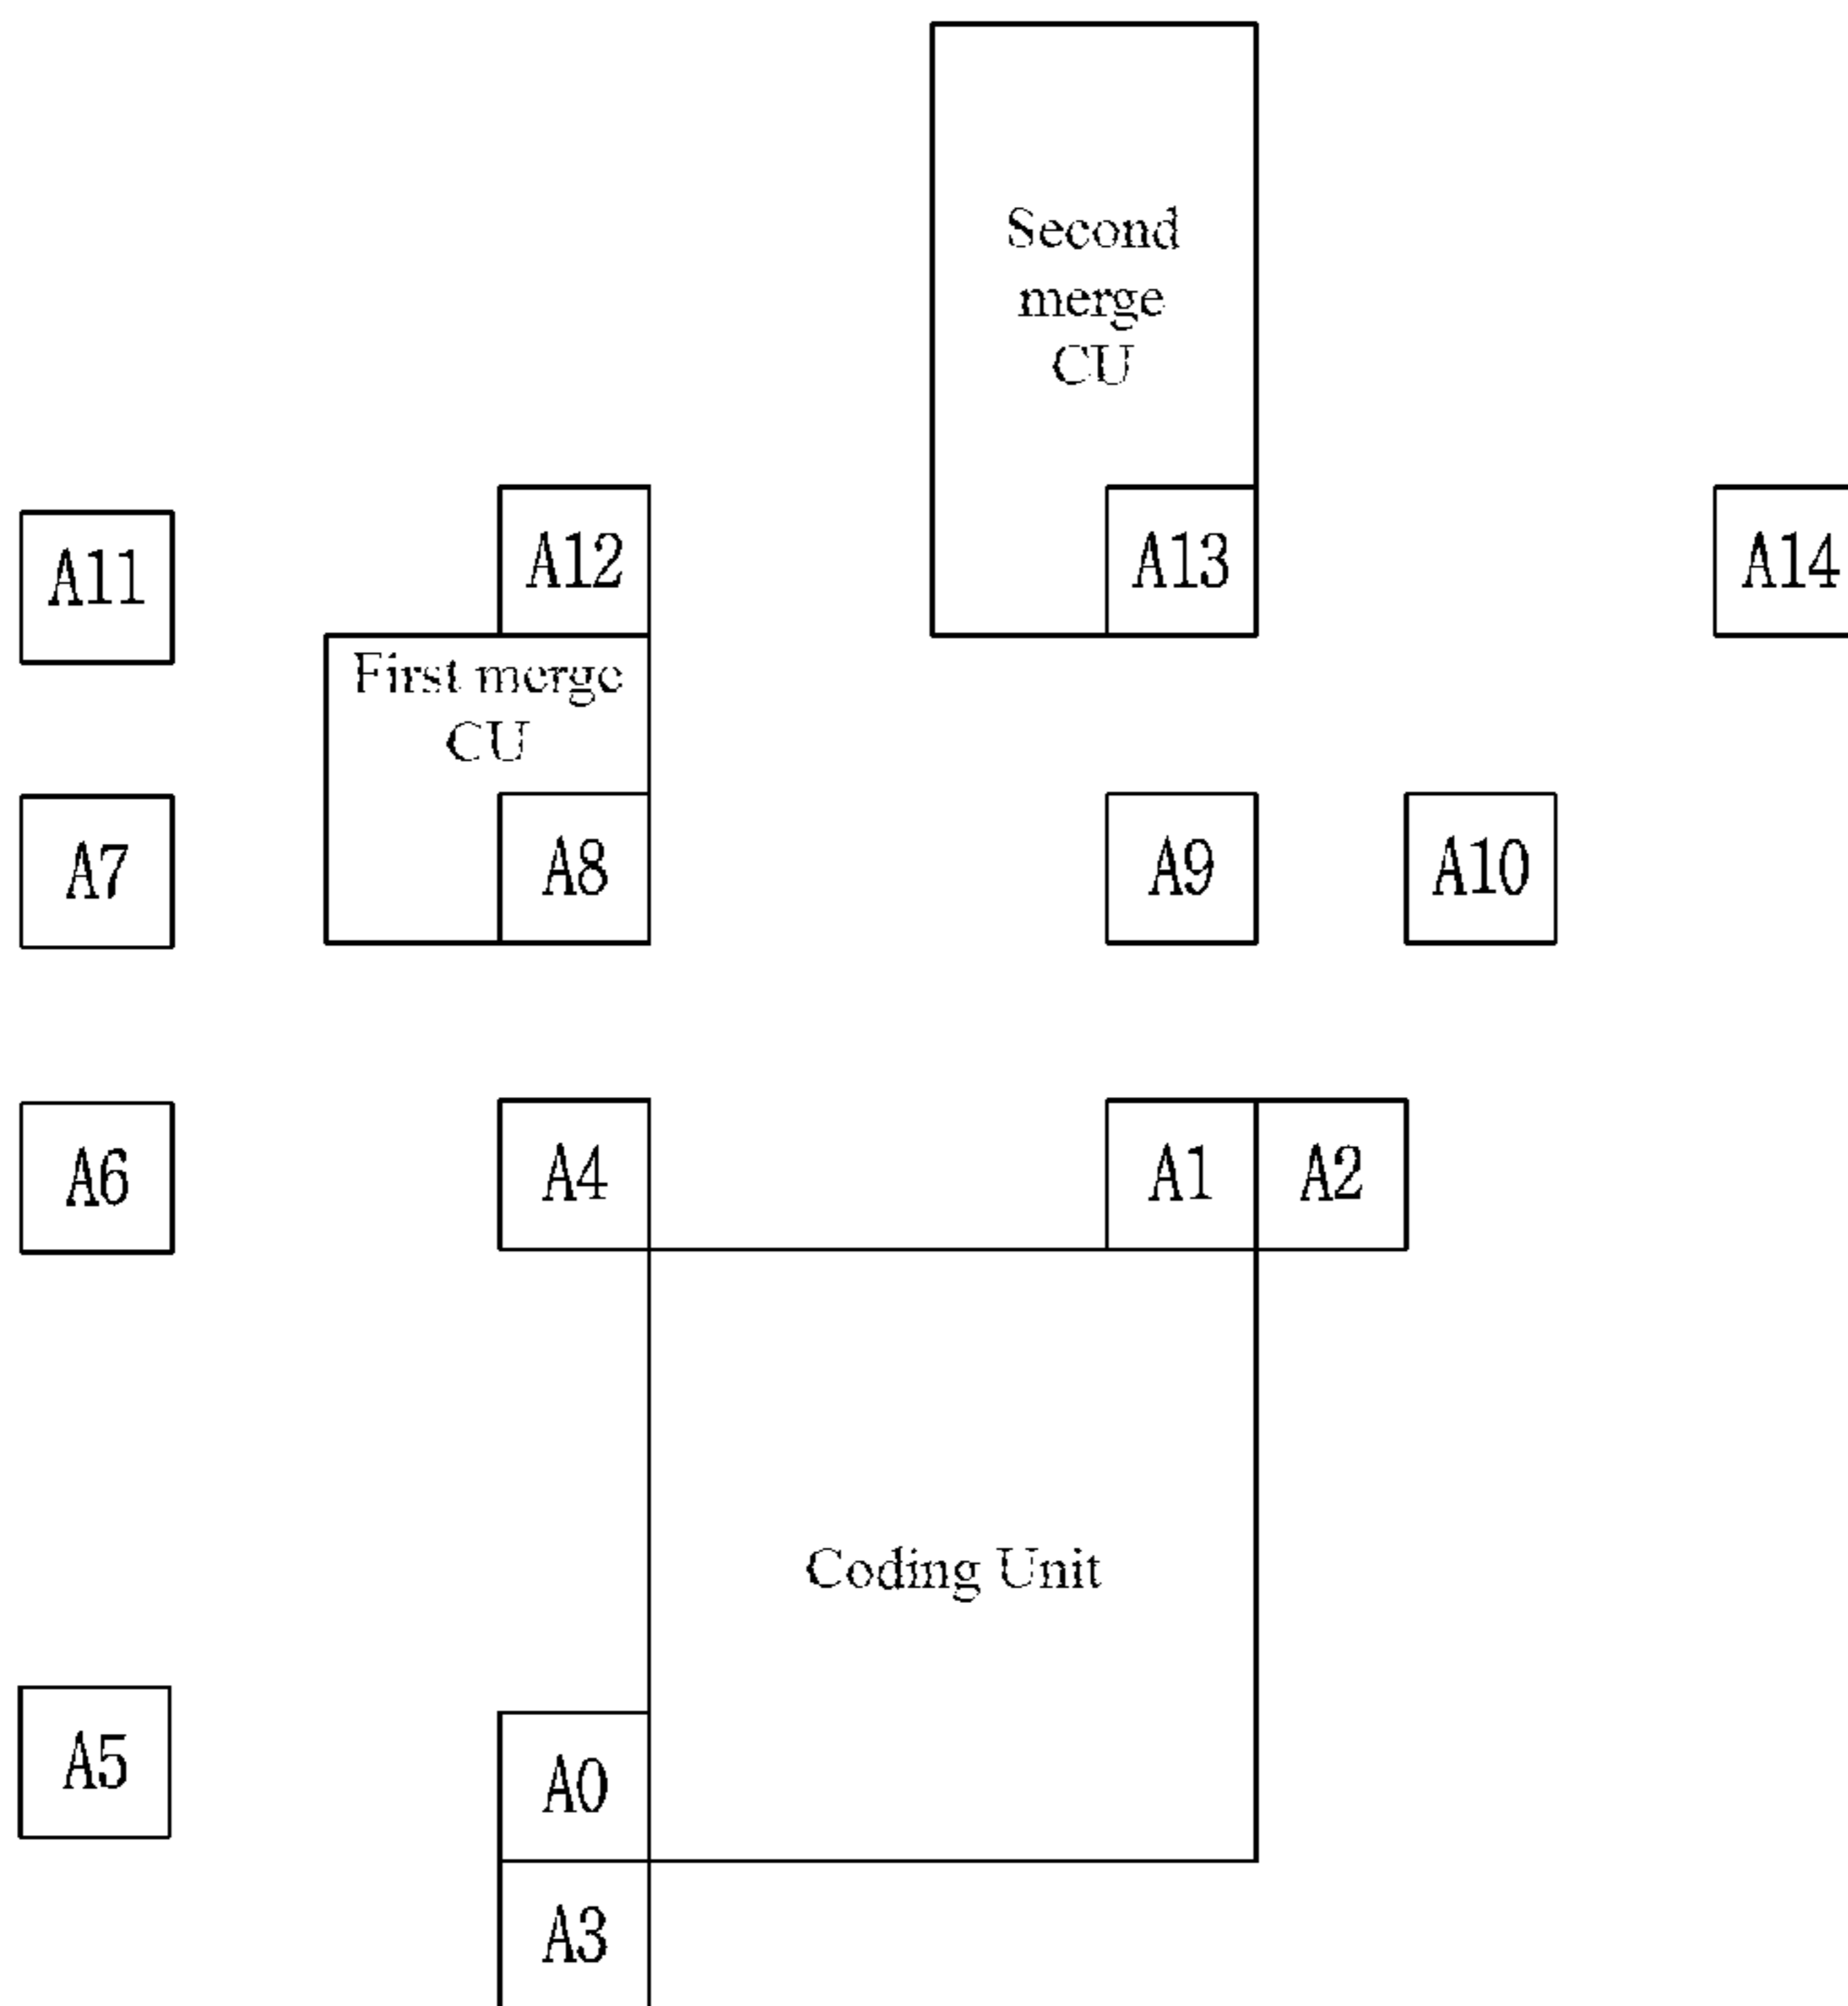 Second
merge
CU
A11
A12
A13
A14
First merge
CU
A7
A8
A9
A10
A6
A4
A1
A2
Coding Unit
A5
A0
A3